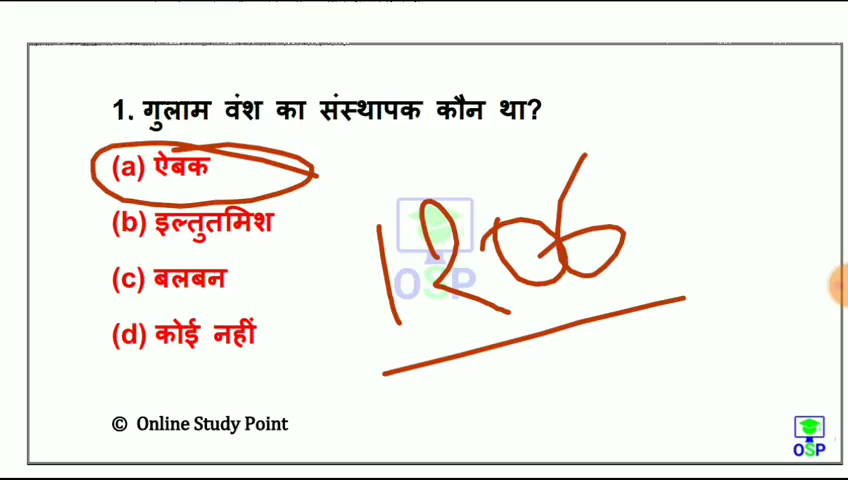 1. गुलाम वंश का संस्थापक कौन था?
(a) ऐबक
(b) इल्तुतमिश
(c) बलबन
(d) कोई नहीं
1206
OSP
© Online Study Point
OSP